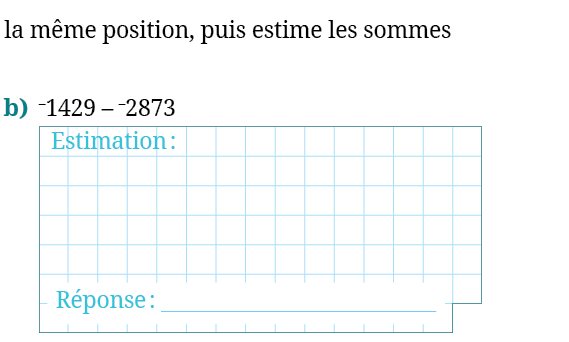 la même position, puis estime les sommes
b) ⁻1429 – ⁻2873
Estimation :
Réponse :